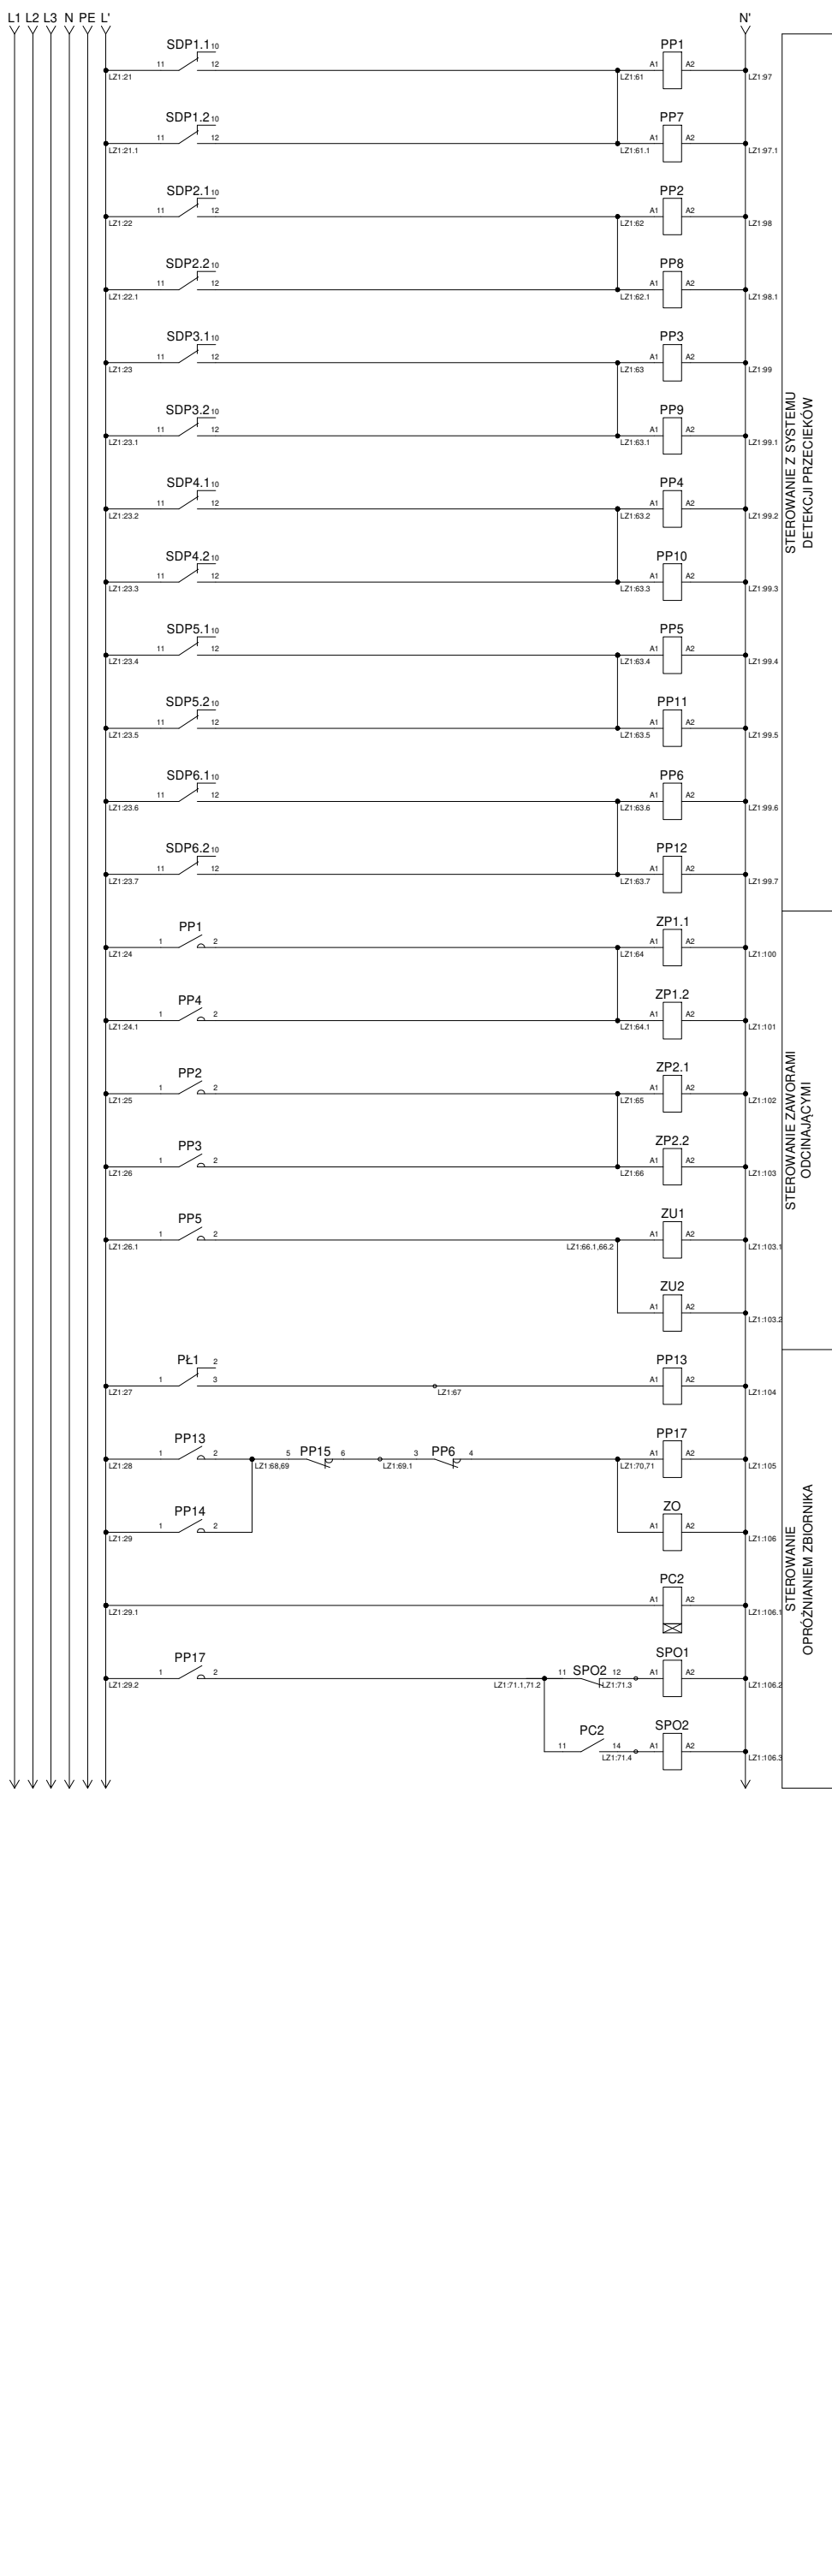 L1 L2 L3 N PE L' N'
SDP1.1 10 PP1
11 12 A1 A2
LZ1:21 LZ1:61 LZ1:97
SDP1.2 10 PP7
11 12 A1 A2
LZ1:21.1 LZ1:61.1 LZ1:97.1
SDP2.1 10 PP2
11 12 A1 A2
LZ1:22 LZ1:62 LZ1:98
SDP2.2 10 PP8
11 12 A1 A2
LZ1:22.1 LZ1:62.1 LZ1:98.1
SDP3.1 10 PP3
11 12 A1 A2
LZ1:23 LZ1:63 LZ1:99
SDP3.2 10 PP9
11 12 A1 A2
LZ1:23.1 LZ1:63.1 LZ1:99.1
SDP4.1 10 PP4
11 12 A1 A2
LZ1:23.2 LZ1:63.2 LZ1:99.2
SDP4.2 10 PP10
11 12 A1 A2
LZ1:23.3 LZ1:63.3 LZ1:99.3
SDP5.1 10 PP5
11 12 A1 A2
LZ1:23.4 LZ1:63.4 LZ1:99.4
SDP5.2 10 PP11
11 12 A1 A2
LZ1:23.5 LZ1:63.5 LZ1:99.5
SDP6.1 10 PP6
11 12 A1 A2
LZ1:23.6 LZ1:63.6 LZ1:99.6
SDP6.2 10 PP12
11 12 A1 A2
LZ1:23.7 LZ1:63.7 LZ1:99.7
STEROWANIE Z SYSTEMU
DETEKCJI PRZECIEKÓW
PP1 ZP1.1
1 2 A1 A2
LZ1:24 LZ1:64 LZ1:100
PP4 ZP1.2
1 2 A1 A2
LZ1:24.1 LZ1:64.1 LZ1:101
PP2 ZP2.1
1 2 A1 A2
LZ1:25 LZ1:65 LZ1:102
PP3 ZP2.2
1 2 A1 A2
LZ1:26 LZ1:66 LZ1:103
PP5 ZU1
1 2 A1 A2
LZ1:26.1 LZ1:66.1,66.2 LZ1:103.1
ZU2
A1 A2
LZ1:103.2
STEROWANIE ZAWORAMI
ODCINAJĄCYMI
PŁ1 2 PP13
1 3 A1 A2
LZ1:27 LZ1:67 LZ1:104
PP13 PP15 PP6 PP17
1 2 5 6 3 4 A1 A2
LZ1:28 LZ1:68,69 LZ1:69.1 LZ1:70,71 LZ1:105
PP14 ZO
1 2 A1 A2
LZ1:29 LZ1:106
PC2
A1 A2
LZ1:29.1 LZ1:106.1
PP17 SPO2 SPO1
1 2 11 12 A1 A2
LZ1:29.2 LZ1:71.1,71.2 LZ1:71.3 LZ1:106.2
PC2 SPO2
11 14 A1 A2
LZ1:71.4 LZ1:106.3
STEROWANIE
OPRÓŻNIANIEM ZBIORNIKA